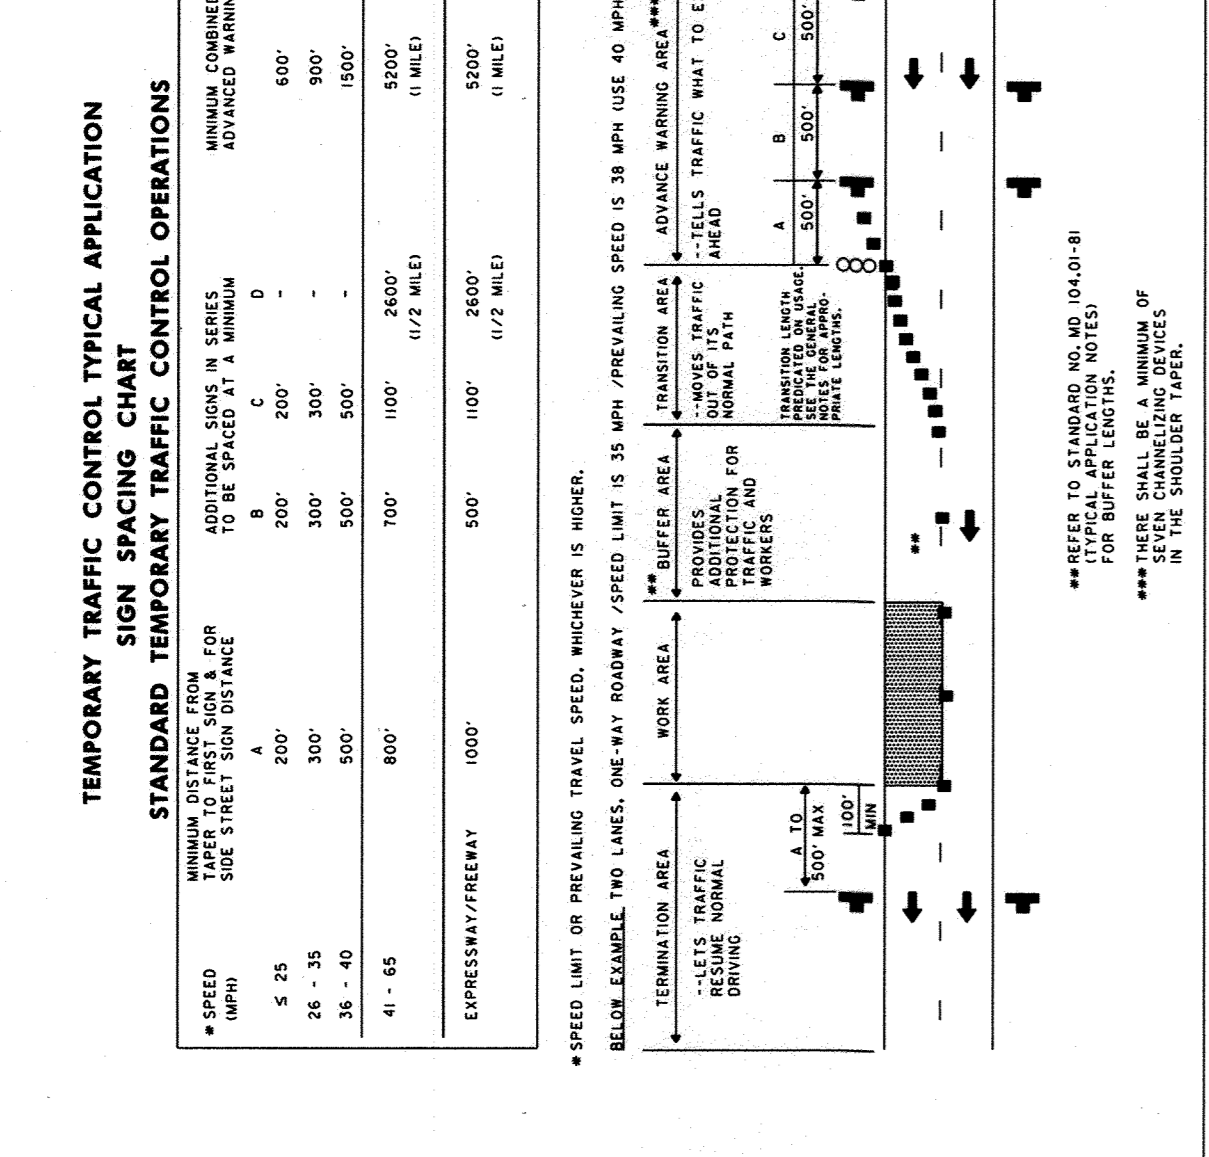 TEMPORARY TRAFFIC CONTROL TYPICAL APPLICATION
SIGN SPACING CHART
STANDARD TEMPORARY TRAFFIC CONTROL OPERATIONS
* SPEED
(MPH)
MINIMUM DISTANCE FROM
TAPER TO FIRST SIGN & FOR
SIDE STREET SIGN DISTANCE
ADDITIONAL SIGNS IN SERIES
TO BE SPACED AT A MINIMUM
MINIMUM COMBINED
ADVANCED WARNIN
A B C D
≤ 25 200' 200' 200' - 600'
26 - 35 300' 300' 300' - 900'
36 - 40 500' 500' 500' - 1500'
41 - 65 800' 700' 1100' 2600' 5200'
(1/2 MILE) (1 MILE)
EXPRESSWAY/FREEWAY 1000' 500' 1100' 2600' 5200'
(1/2 MILE) (1 MILE)
* SPEED LIMIT OR PREVAILING TRAVEL SPEED, WHICHEVER IS HIGHER.
BELOW EXAMPLE TWO LANES, ONE-WAY ROADWAY /SPEED LIMIT IS 35 MPH /PREVAILING SPEED IS 38 MPH (USE 40 MPH
TERMINATION AREA
--LETS TRAFFIC
RESUME NORMAL
DRIVING
A TO
500' MAX
100'
MIN
WORK AREA
** BUFFER AREA
PROVIDES
ADDITIONAL
PROTECTION FOR
TRAFFIC AND
WORKERS
**
TRANSITION AREA
--MOVES TRAFFIC
OUT OF ITS
NORMAL PATH
TRANSITION LENGTH
PREDICATED ON USAGE.
SEE THE GENERAL
NOTES FOR APPRO-
PRIATE LENGTHS.
ADVANCE WARNING AREA***
--TELLS TRAFFIC WHAT TO E
AHEAD
A B C
500' 500' 500'
** REFER TO STANDARD NO. MD 104.01-81
(TYPICAL APPLICATION NOTES)
FOR BUFFER LENGTHS.
*** THERE SHALL BE A MINIMUM OF
SEVEN CHANNELIZING DEVICES
IN THE SHOULDER TAPER.